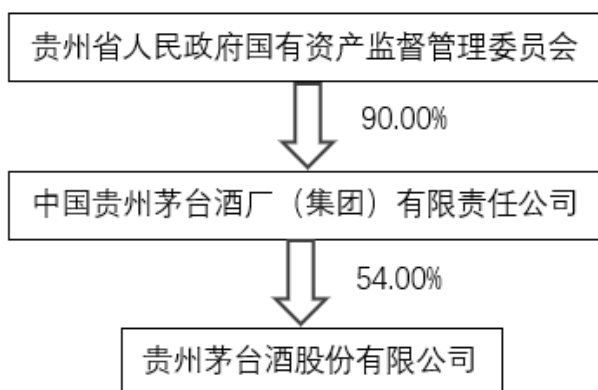 贵州省人民政府国有资产监督管理委员会
90.00%
中国贵州茅台酒厂（集团）有限责任公司
54.00%
贵州茅台酒股份有限公司